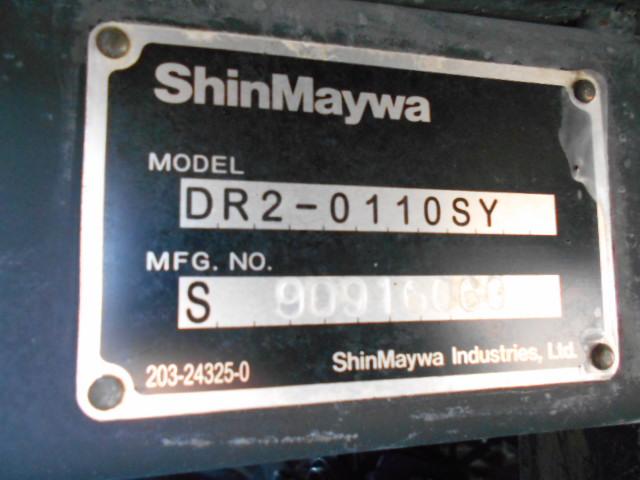 ShinMaywa
MODEL
DR2-0110SY
MFG. NO.
S
203-24325-0
ShinMaywa Industries, Ltd.